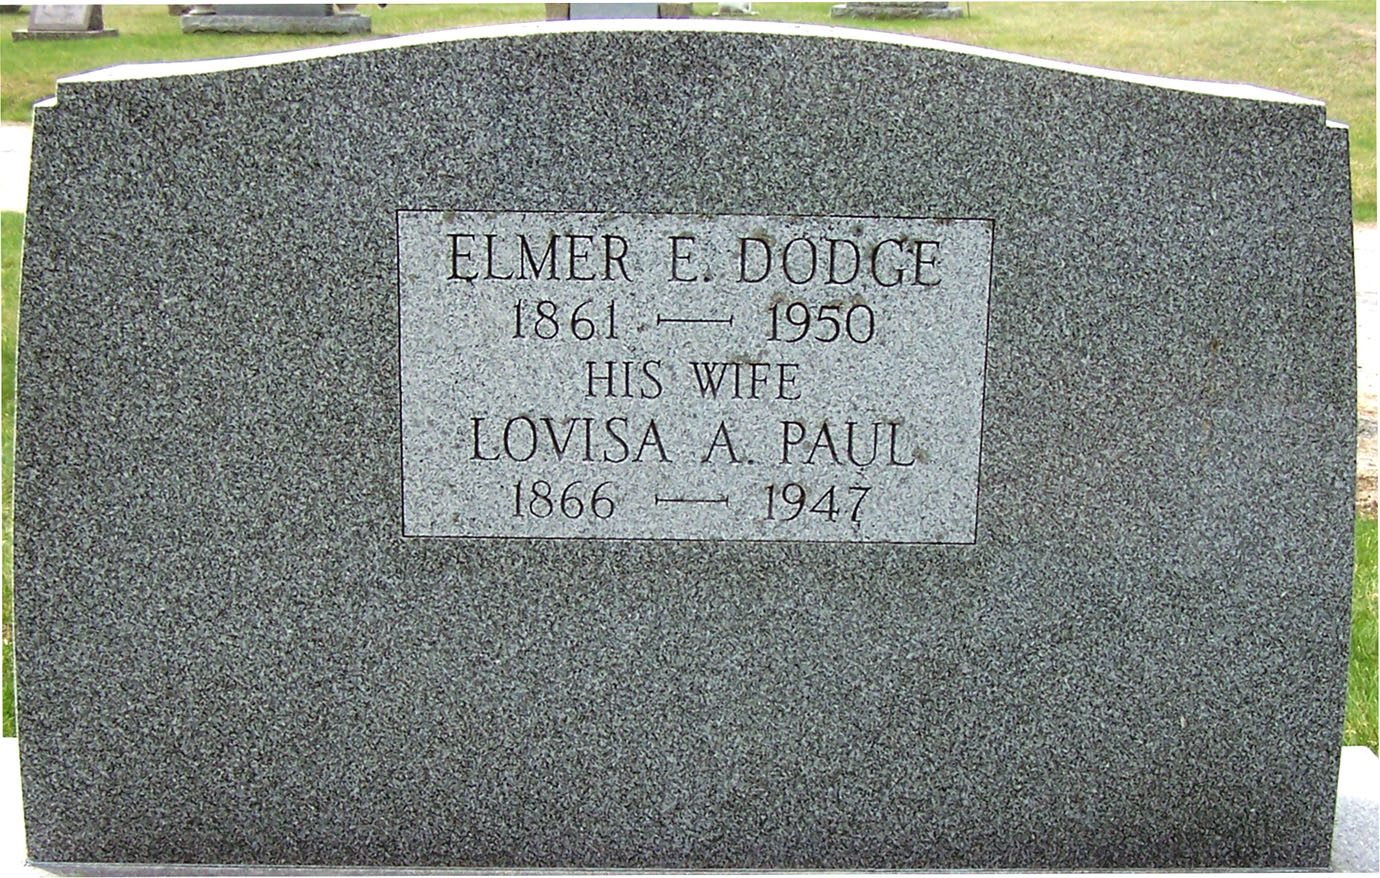 ELMER E. DODGE
1861 — 1950
HIS WIFE
LOVISA A. PAUL
1866 — 1947